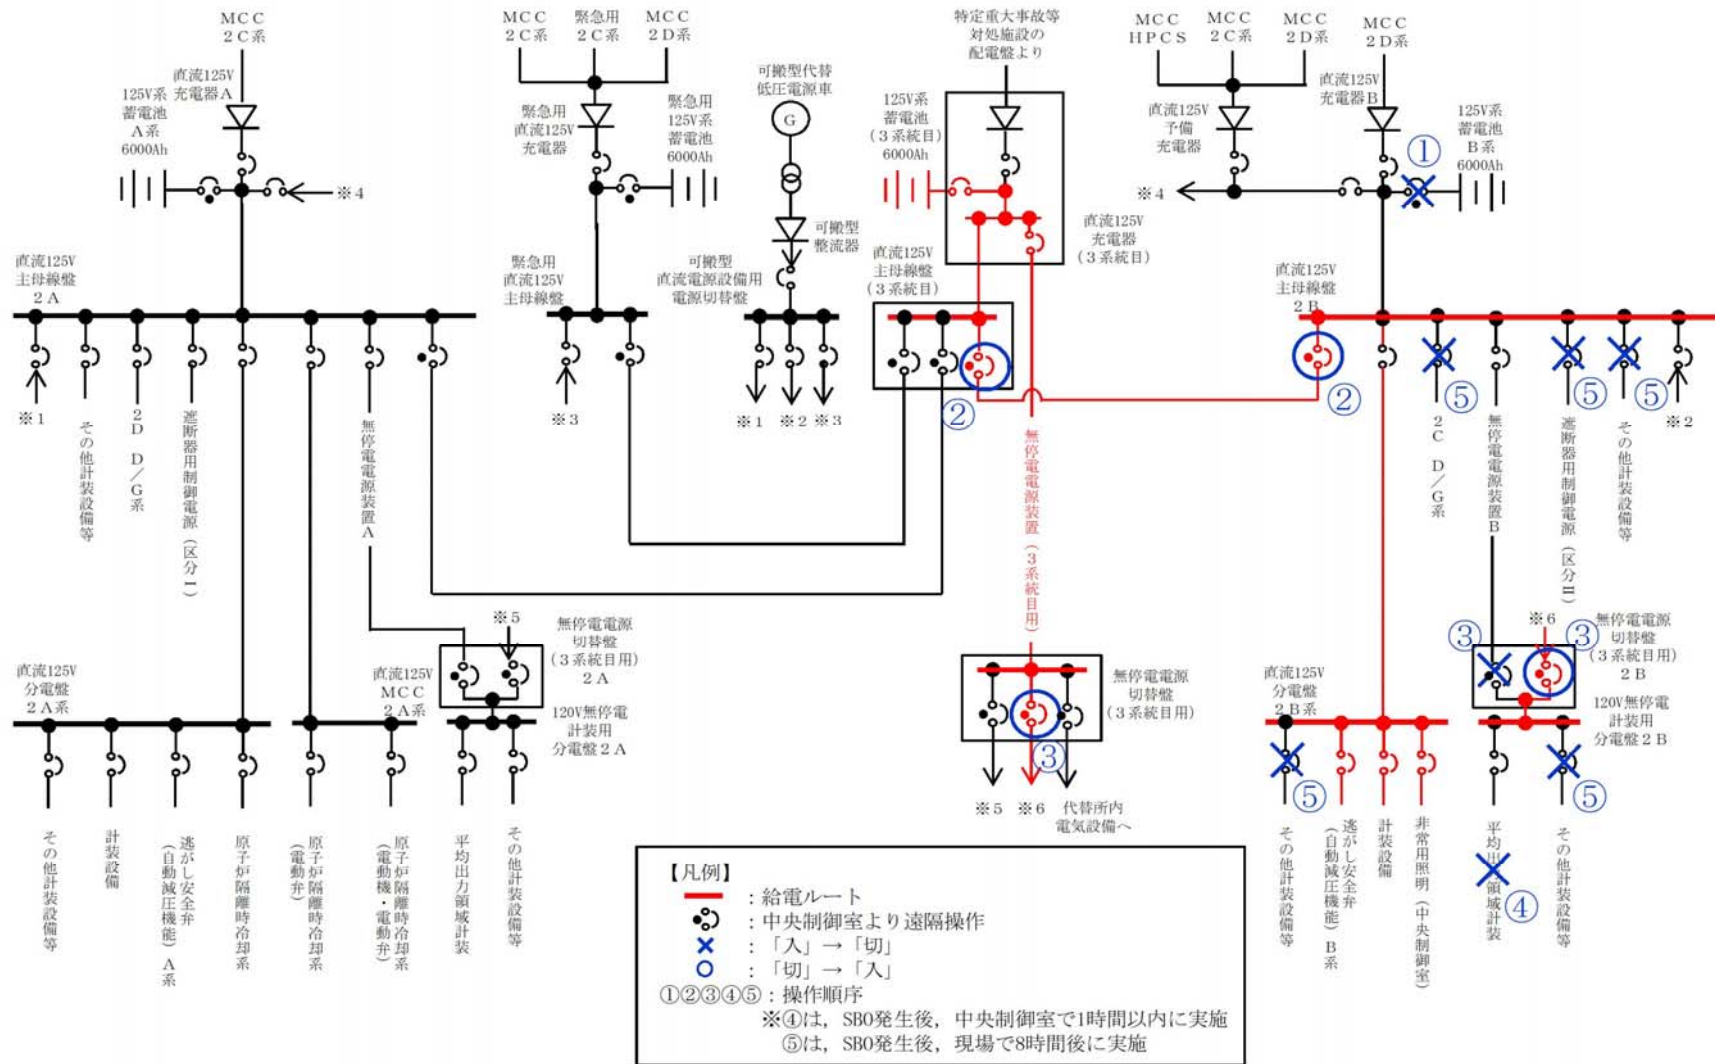 MCC
2C系
直流125V
充電器A
125V系
蓄電池
A系
6000Ah
※4
直流125V
主母線盤
2A
※1
その他計装設備等
2D D／G系
遮断器用制御電源（区分Ⅰ）
無停電電源装置A
直流125V
分電盤
2A系
直流125V
MCC
2A系
※5
無停電電源
切替盤
(3系統目用)
2A
120V無停電
計装用
分電盤2A
その他計装設備等
計装設備
逃がし安全弁
(自動減圧機能) A系
原子炉隔離時冷却系
原子炉隔離時冷却系
(電動弁)
原子炉隔離時冷却系
(電動機・電動弁)
平均出力領域計装
その他計装設備等
MCC
2C系
緊急用
2C系
MCC
2D系
緊急用
直流125V
充電器
緊急用
125V系
蓄電池
6000Ah
緊急用
直流125V
主母線盤
※3
可搬型代替
低圧電源車
G
可搬型
整流器
可搬型
直流電源設備用
電源切替盤
※1
※2
※3
特定重大事故等
対処施設の
配電盤より
125V系
蓄電池
(3系統目)
6000Ah
直流125V
充電器
(3系統目)
直流125V
主母線盤
(3系統目)
②
無停電電源装置（3系統目用）
無停電電源
切替盤
(3系統目用)
③
※5
※6
代替所内
電気設備へ
MCC
HPCS
MCC
2C系
MCC
2D系
MCC
2D系
直流125V
予備
充電器
直流125V
充電器B
①
125V系
蓄電池
B系
6000Ah
※4
直流125V
主母線盤
2B
②
⑤
⑤
⑤
※2
2C D／G系
無停電電源装置B
遮断器用制御電源（区分Ⅱ）
その他計装設備等
※6
③
③
無停電電源
切替盤
(3系統目用)
2B
直流125V
分電盤
2B系
120V無停電
計装用
分電盤2B
⑤
⑤
その他計装設備等
逃がし安全弁
(自動減圧機能) B系
計装設備
非常用照明（中央制御室）
平均出力領域計装
④
その他計装設備等
【凡例】
：給電ルート
：中央制御室より遠隔操作
：「入」→「切」
：「切」→「入」
①②③④⑤：操作順序
※④は，SBO発生後，中央制御室で1時間以内に実施
⑤は，SBO発生後，現場で8時間後に実施